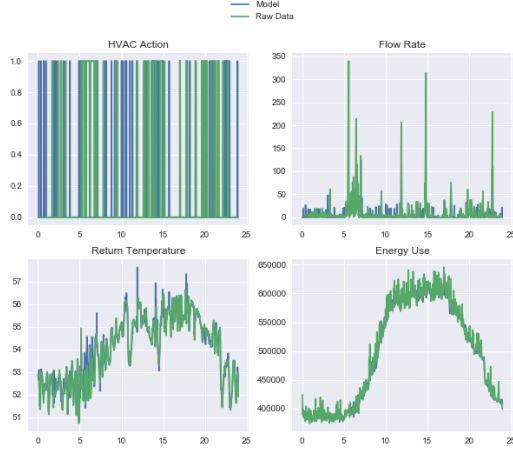 Model
Raw Data
HVAC Action
Flow Rate
1.0
0.8
0.6
0.4
0.2
0.0
0 5 10 15 20 25
350
300
250
200
150
100
50
0
0 5 10 15 20 25
Return Temperature
Energy Use
57
56
55
54
53
52
51
0 5 10 15 20 25
650000
600000
550000
500000
450000
400000
0 5 10 15 20 25